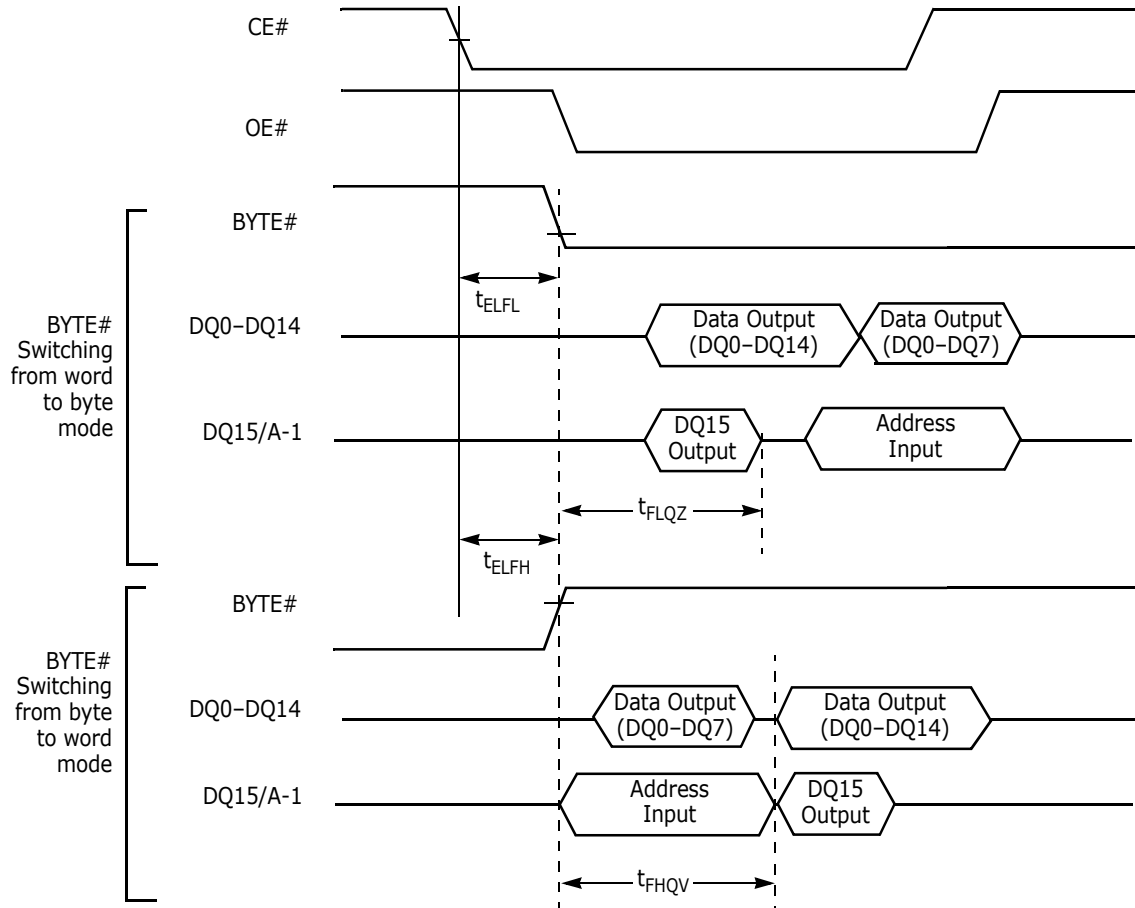 CE#
OE#
BYTE#
Switching
from word
to byte
mode
BYTE#
tELFL
DQ0–DQ14
Data Output
(DQ0–DQ14)
Data Output
(DQ0–DQ7)
DQ15/A-1
DQ15
Output
Address
Input
tFLQZ
tELFH
BYTE#
Switching
from byte
to word
mode
BYTE#
DQ0–DQ14
Data Output
(DQ0–DQ7)
Data Output
(DQ0–DQ14)
DQ15/A-1
Address
Input
DQ15
Output
tFHQV